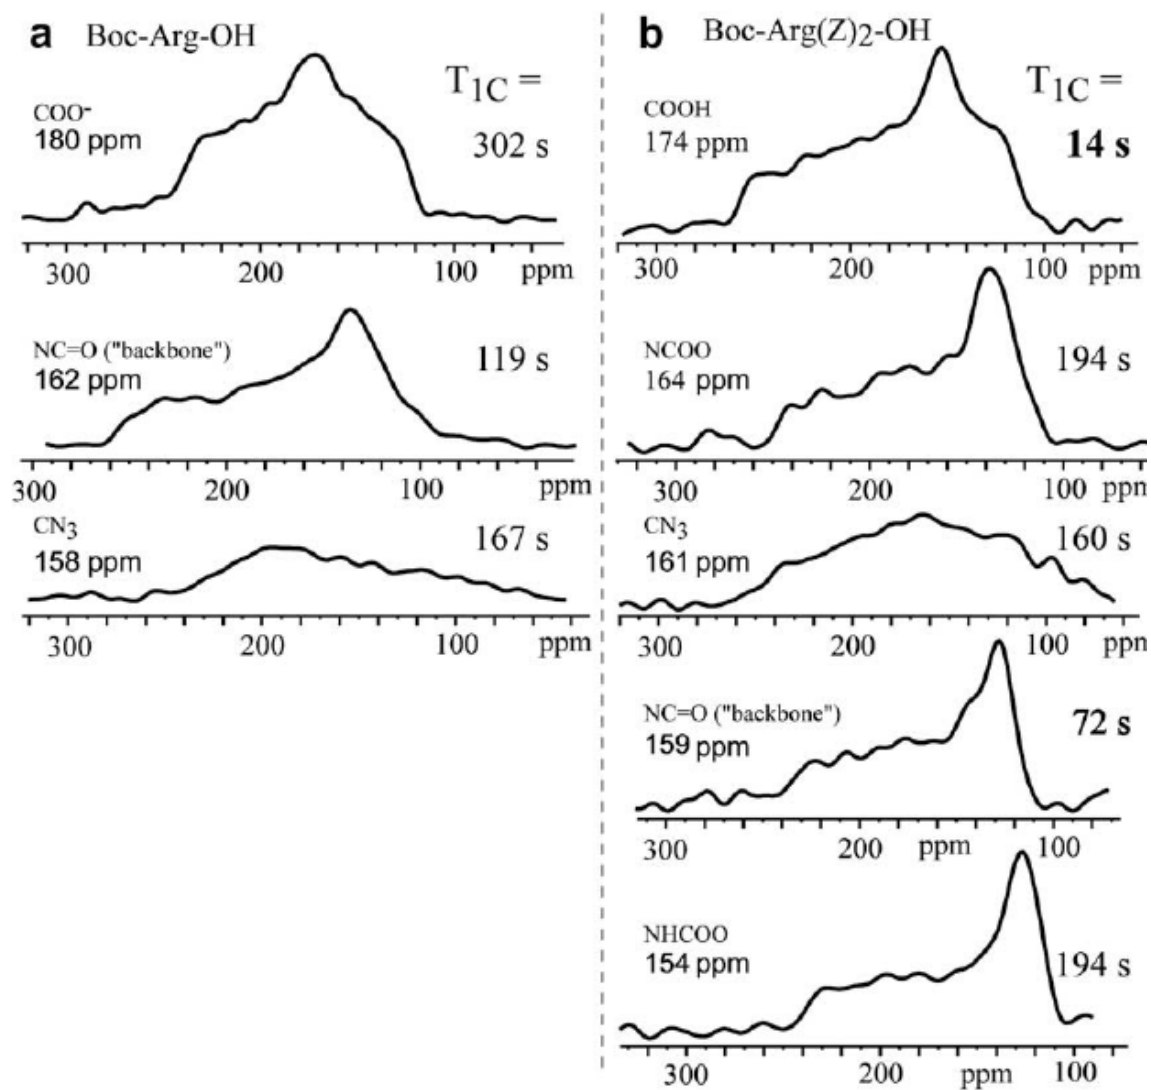 a Boc-Arg-OH
T1C =
COO-
180 ppm
302 s
300 200 100 ppm
NC=O ("backbone")
162 ppm
119 s
300 200 100 ppm
CN3
158 ppm
167 s
300 200 100 ppm
b Boc-Arg(Z)2-OH
T1C =
COOH
174 ppm
14 s
300 200 100 ppm
NCOO
164 ppm
194 s
300 200 100 ppn
CN3
161 ppm
160 s
300 200 100 ppn
NC=O ("backbone")
159 ppm
72 s
300 200 ppm 100
NHCOO
154 ppm
194 s
300 200 ppm 100